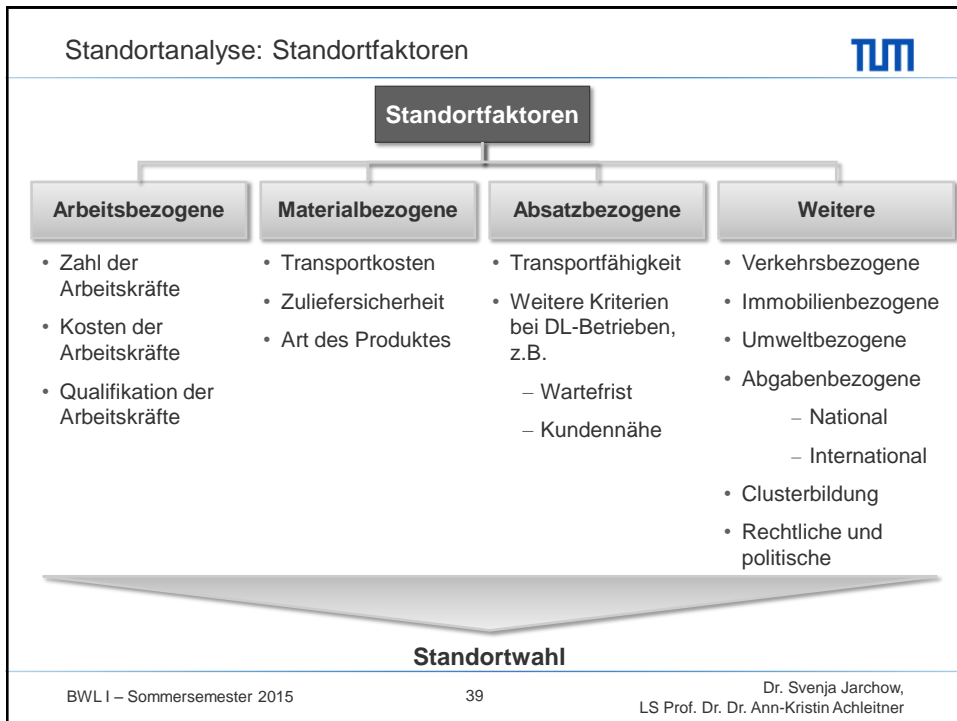 Standortanalyse: Standortfaktoren
TUM
Standortfaktoren
Arbeitsbezogene
• Zahl der
Arbeitskräfte
• Kosten der
Arbeitskräfte
• Qualifikation der
Arbeitskräfte
Materialbezogene
• Transportkosten
• Zuliefersicherheit
• Art des Produktes
Absatzbezogene
• Transportfähigkeit
• Weitere Kriterien
bei DL-Betrieben,
z.B.
– Wartefrist
– Kundennähe
Weitere
• Verkehrsbezogene
• Immobilienbezogene
• Umweltbezogene
• Abgabenbezogene
– National
– International
• Clusterbildung
• Rechtliche und
politische
Standortwahl
BWL I – Sommersemester 2015
39
Dr. Svenja Jarchow,
LS Prof. Dr. Dr. Ann-Kristin Achleitner